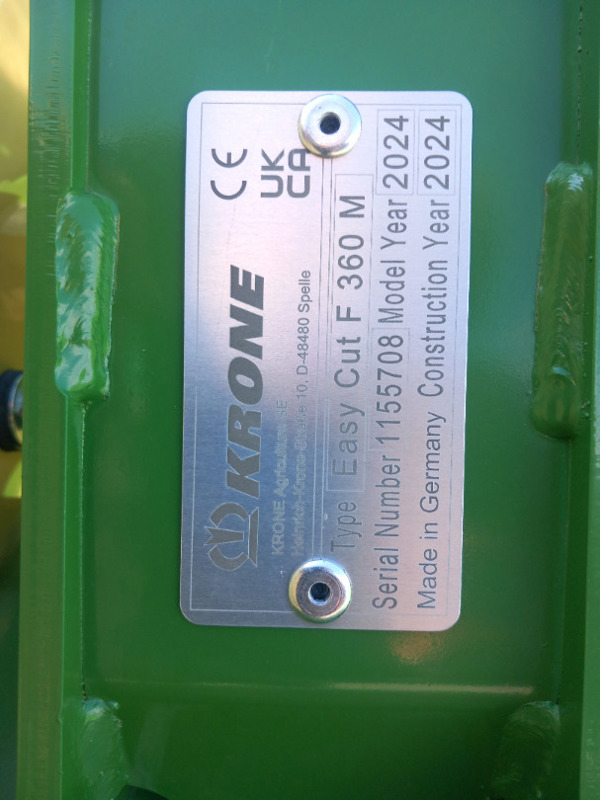 CE
UK
CA
KRONE
KRONE Agriculture SE
Heinrich-Krone-Straße 10, D-48480 Spelle
Type Easy Cut F 360 M
Serial Number 1155708 Model Year 2024
Made in Germany Construction Year 2024